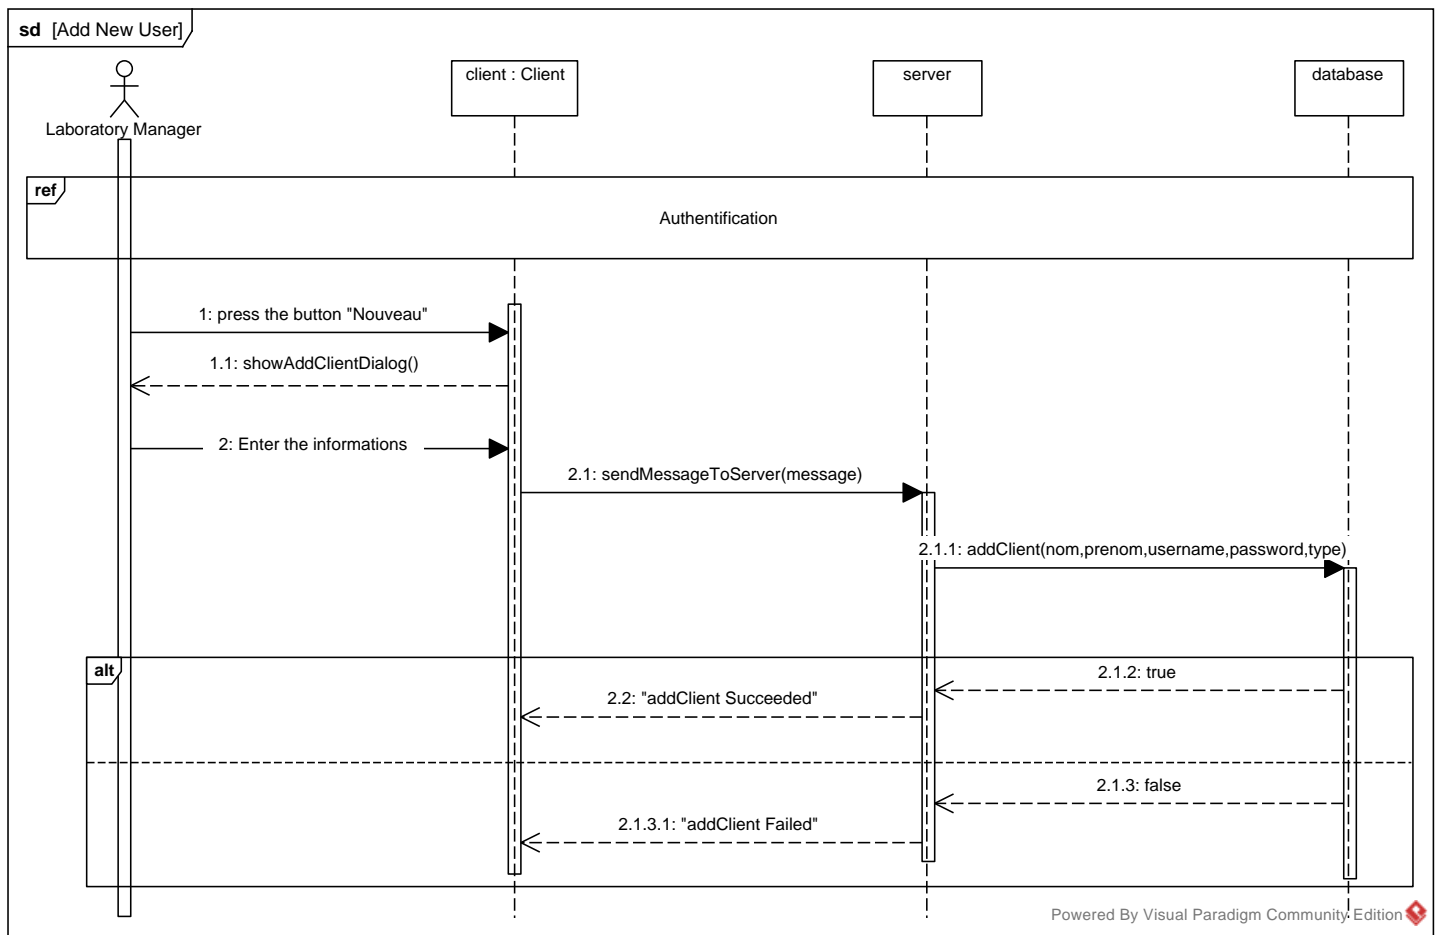 sd [Add New User]
client : Client
server
database
Laboratory Manager
ref
Authentification
1: press the button "Nouveau"
1.1: showAddClientDialog()
2: Enter the informations
2.1: sendMessageToServer(message)
2.1.1: addClient(nom,prenom,username,password,type)
alt
2.1.2: true
2.2: "addClient Succeeded"
2.1.3: false
2.1.3.1: "addClient Failed"
Powered By Visual Paradigm Community Edition